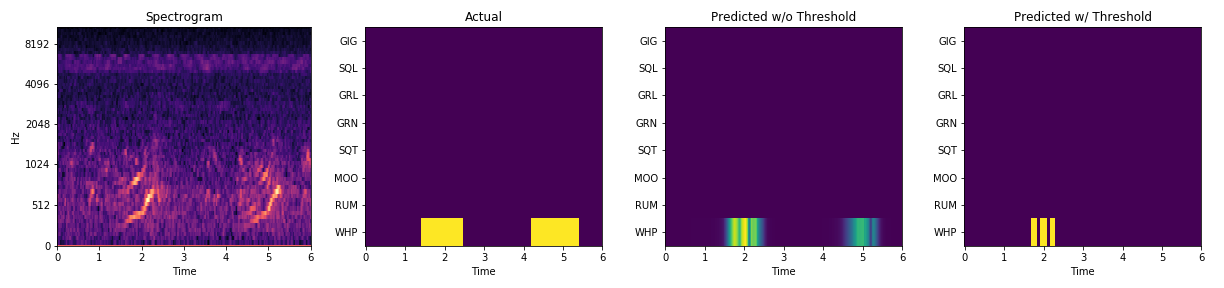 Spectrogram
8192
4096
2048
1024
512
0
Hz
0 1 2 3 4 5 6
Time
Actual
GIG
SQL
GRL
GRN
SQT
MOO
RUM
WHP
0 1 2 3 4 5 6
Time
Predicted w/o Threshold
GIG
SQL
GRL
GRN
SQT
MOO
RUM
WHP
0 1 2 3 4 5 6
Time
Predicted w/ Threshold
GIG
SQL
GRL
GRN
SQT
MOO
RUM
WHP
0 1 2 3 4 5 6
Time